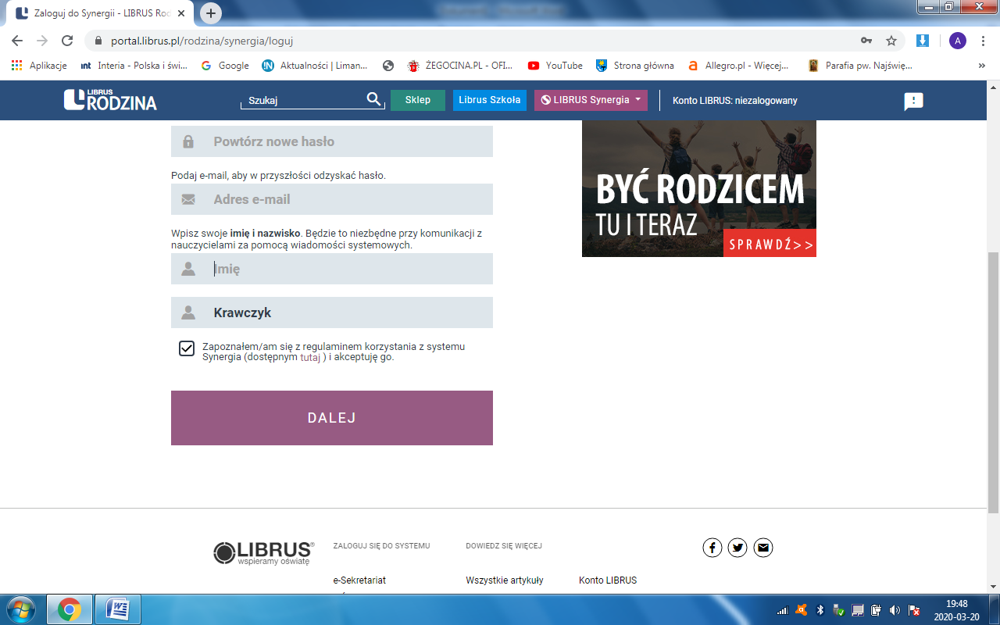 Zaloguj do Synergii - LIBRUS Rod
portal.librus.pl/rodzina/synergia/loguj
A
Aplikacje
int Interia - Polska i świ...
Google
Aktualności | Liman...
ŻEGOCINA.PL - OFI...
YouTube
Strona główna
Allegro.pl - Więcej...
Parafia pw. Najświę...
»
LIBRUS
RODZINA
Szukaj
Sklep
Librus Szkoła
LIBRUS Synergia
Konto LIBRUS: niezalogowany
Powtórz nowe hasło
Podaj e-mail, aby w przyszłości odzyskać hasło.
Adres e-mail
Wpisz swoje imię i nazwisko. Będzie to niezbędne przy komunikacji z
nauczycielami za pomocą wiadomości systemowych.
Imię
Krawczyk
Zapoznałem/am się z regulaminem korzystania z systemu
Synergia (dostępnym tutaj ) i akceptuję go.
DALEJ
BYĆ RODZICEM
TU I TERAZ
SPRAWDŹ>>
LIBRUS®
wspieramy oświatę
ZALOGUJ SIĘ DO SYSTEMU
DOWIEDZ SIĘ WIĘCEJ
e-Sekretariat
Wszystkie artykuły
Konto LIBRUS
19:48
2020-03-20